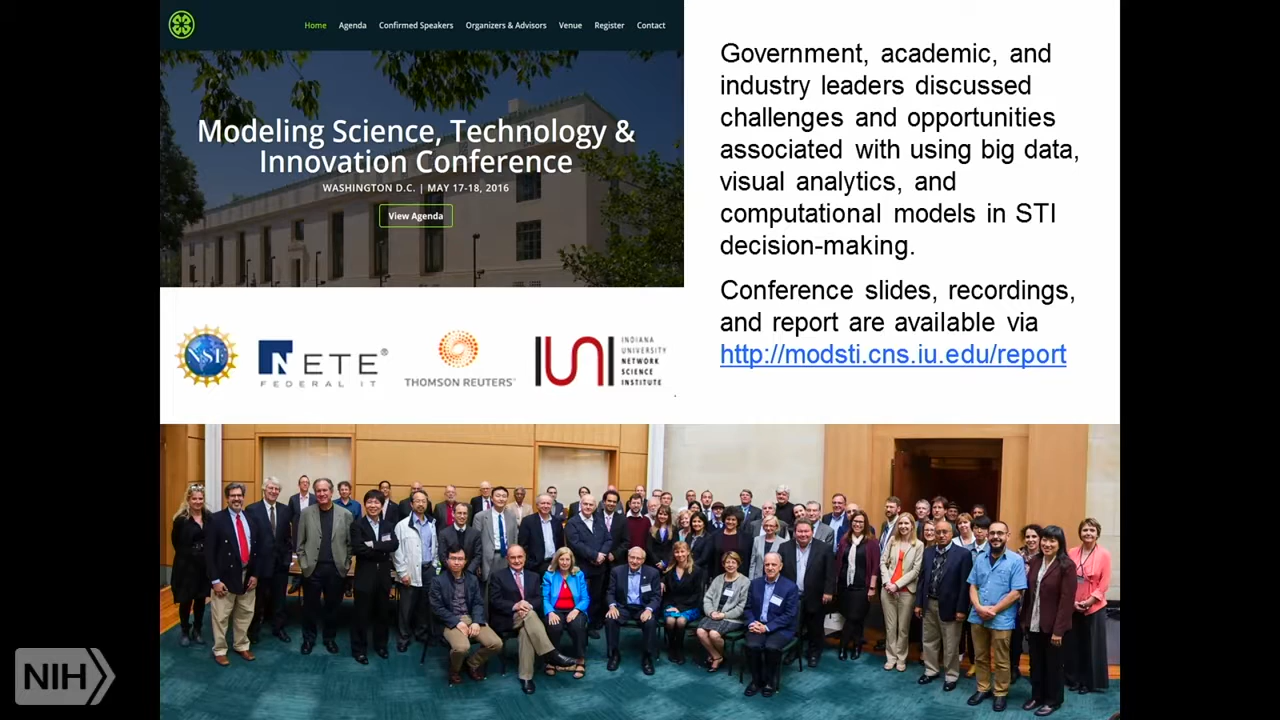 Home Agenda Confirmed Speakers Organizers & Advisors Venue Register Contact
Modeling Science, Technology &
Innovation Conference
WASHINGTON D.C. | MAY 17-18, 2016
View Agenda
NSF
NETE®
FEDERAL IT
THOMSON REUTERS™
IUNI
INDIANA
UNIVERSITY
NETWORK
SCIENCE
INSTITUTE
Government, academic, and
industry leaders discussed
challenges and opportunities
associated with using big data,
visual analytics, and
computational models in STI
decision-making.
Conference slides, recordings,
and report are available via
http://modsti.cns.iu.edu/report
NIH